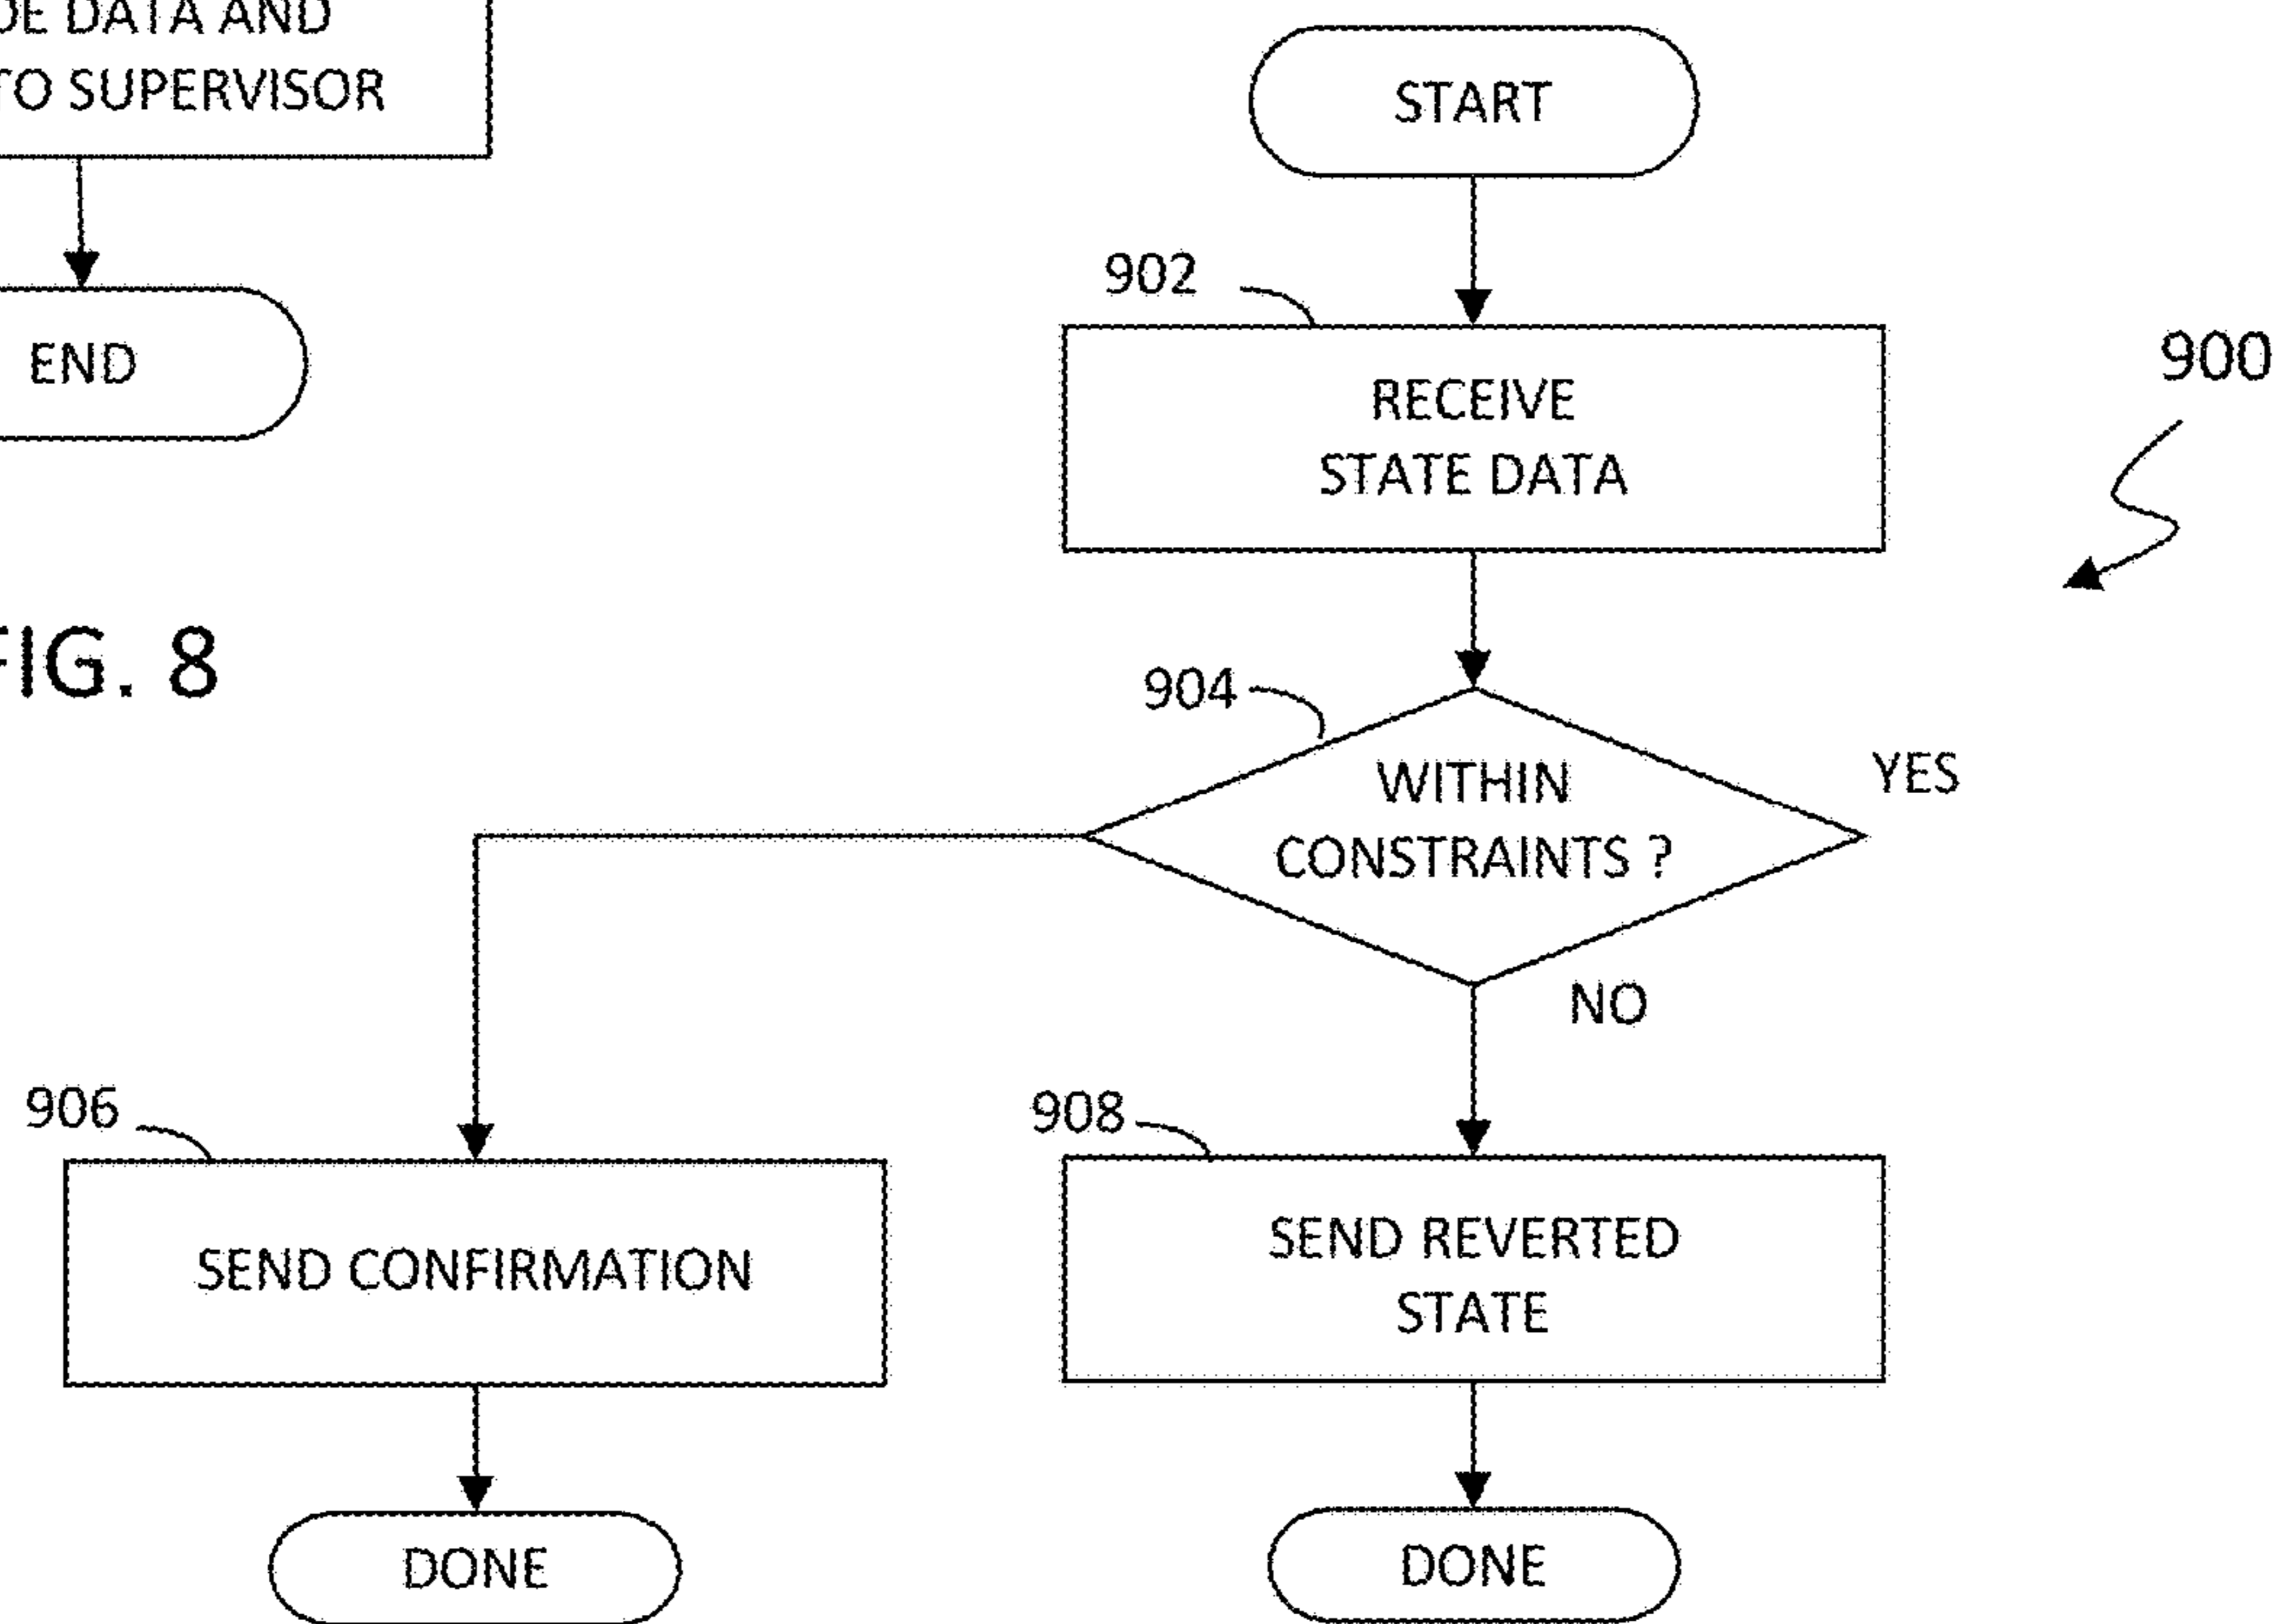 DATA AND
TO SUPERVISOR
END
FIG. 8
START
902
RECEIVE
STATE DATA
900
904
WITHIN
CONSTRAINTS ?
YES
NO
906
SEND CONFIRMATION
DONE
908
SEND REVERTED
STATE
DONE